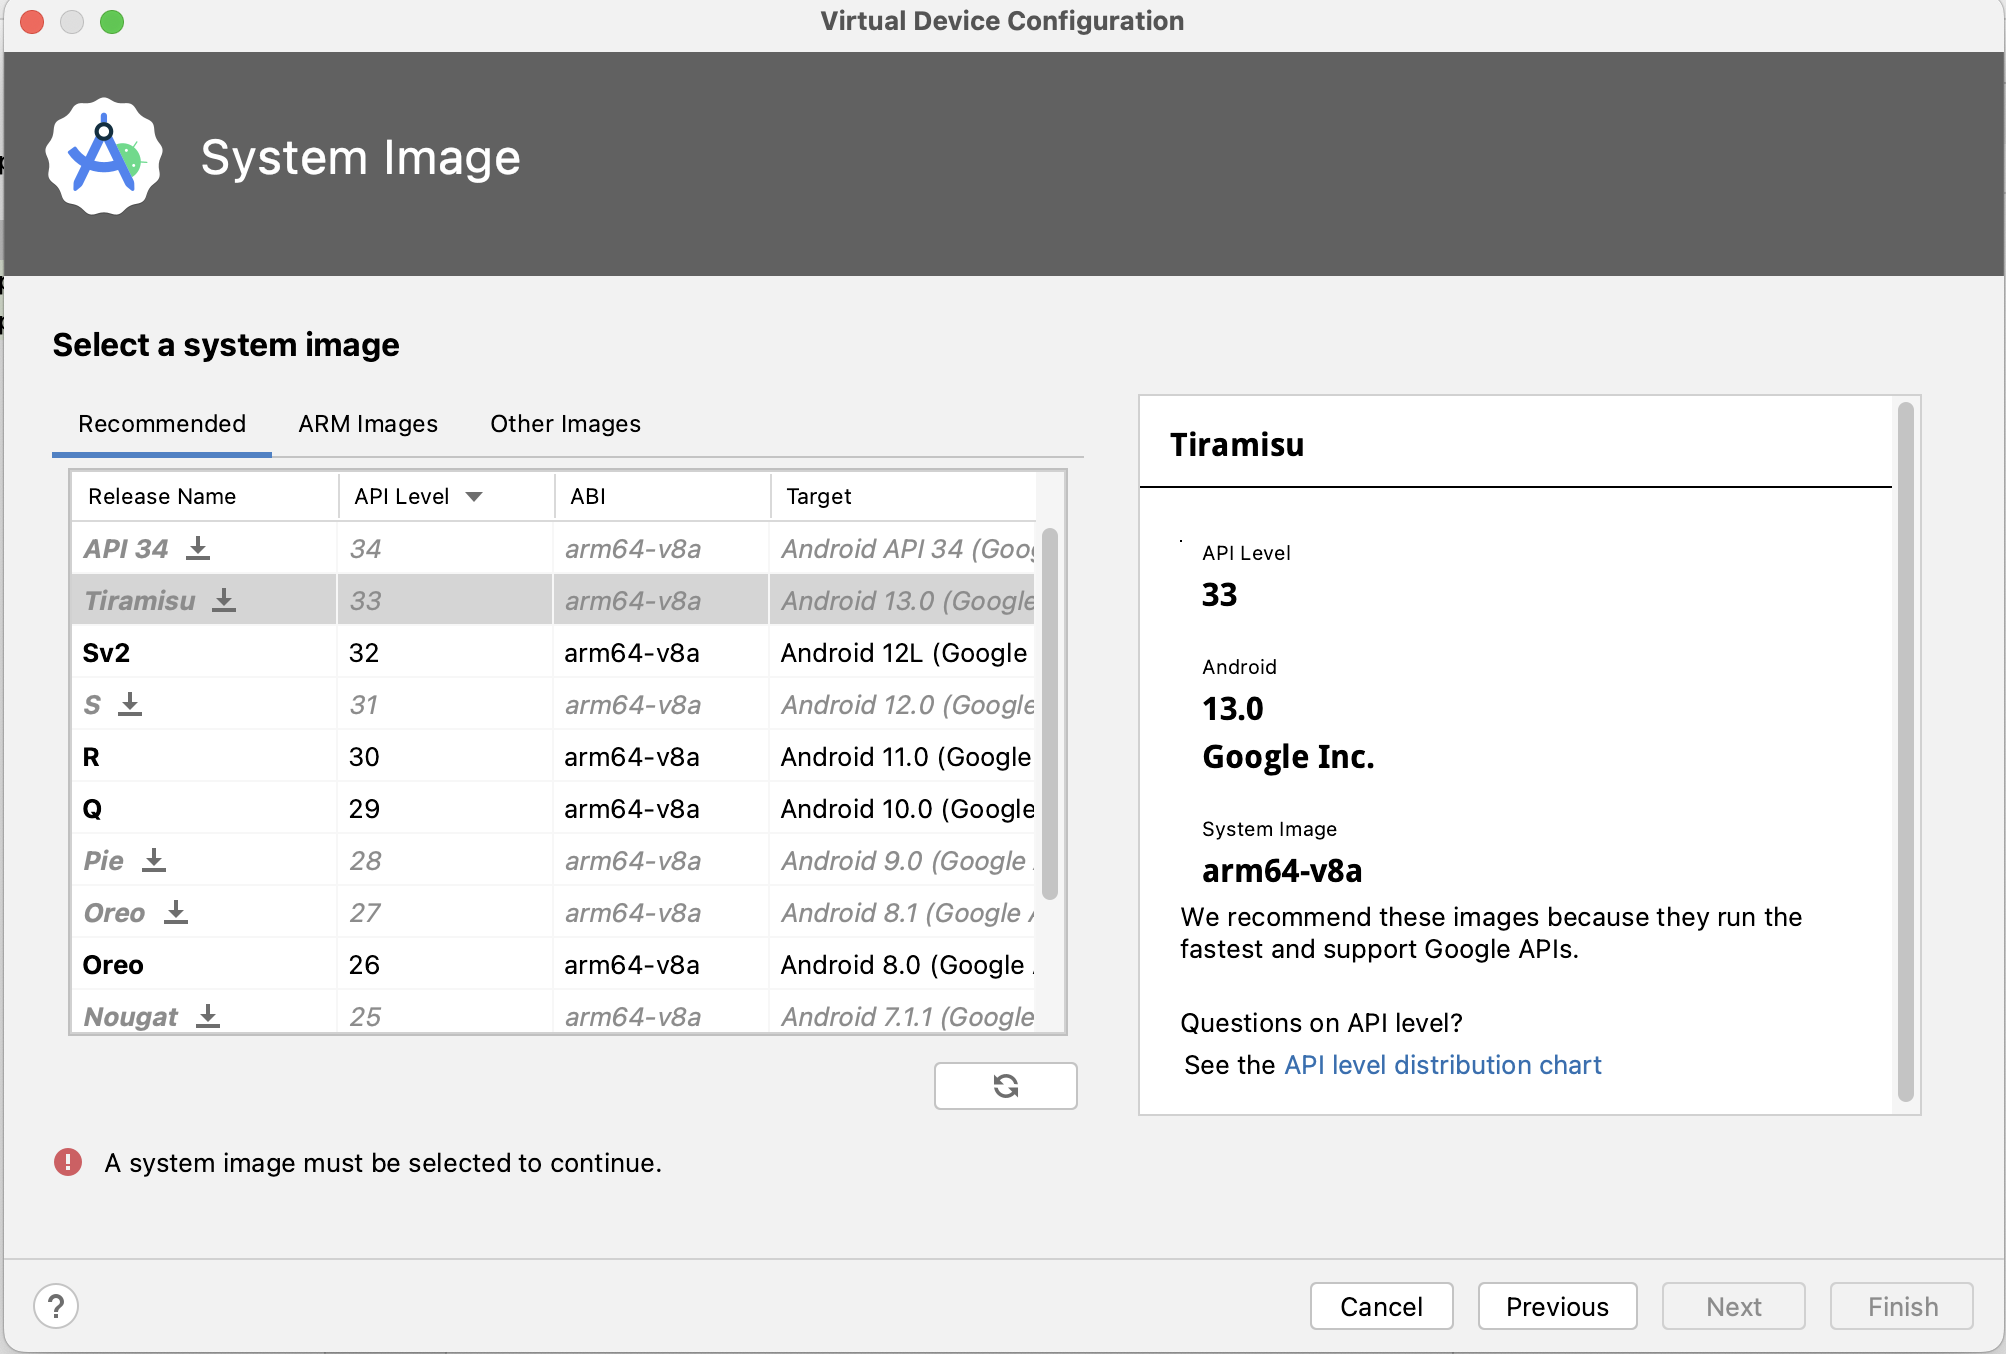 Virtual Device Configuration
System Image
Select a system image
Recommended ARM Images Other Images
Release Name API Level ABI Target
API 34 34 arm64-v8a Android API 34 (Goog
Tiramisu 33 arm64-v8a Android 13.0 (Google
Sv2 32 arm64-v8a Android 12L (Google
S 31 arm64-v8a Android 12.0 (Google
R 30 arm64-v8a Android 11.0 (Google
Q 29 arm64-v8a Android 10.0 (Google
Pie 28 arm64-v8a Android 9.0 (Google
Oreo 27 arm64-v8a Android 8.1 (Google
Oreo 26 arm64-v8a Android 8.0 (Google
Nougat 25 arm64-v8a Android 7.1.1 (Google
Tiramisu
API Level
33
Android
13.0
Google Inc.
System Image
arm64-v8a
We recommend these images because they run the
fastest and support Google APIs.
Questions on API level?
See the API level distribution chart
A system image must be selected to continue.
? Cancel Previous Next Finish